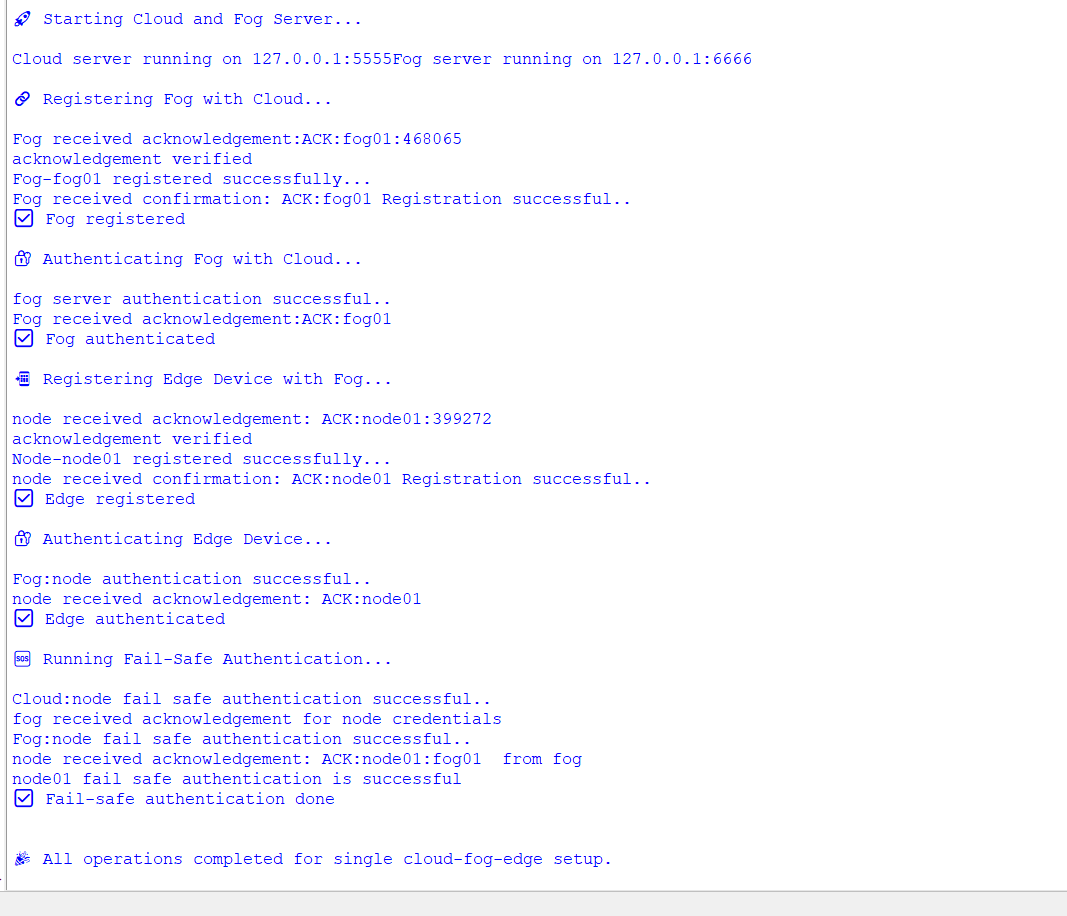 🚀 Starting Cloud and Fog Server...
Cloud server running on 127.0.0.1:5555Fog server running on 127.0.0.1:6666
🔗 Registering Fog with Cloud...
Fog received acknowledgement:ACK:fog01:468065
acknowledgement verified
Fog-fog01 registered successfully...
Fog received confirmation: ACK:fog01 Registration successful..
☑ Fog registered
🔐 Authenticating Fog with Cloud...
fog server authentication successful..
Fog received acknowledgement:ACK:fog01
☑ Fog authenticated
📲 Registering Edge Device with Fog...
node received acknowledgement: ACK:node01:399272
acknowledgement verified
Node-node01 registered successfully...
node received confirmation: ACK:node01 Registration successful..
☑ Edge registered
🔐 Authenticating Edge Device...
Fog:node authentication successful..
node received acknowledgement: ACK:node01
☑ Edge authenticated
🆘 Running Fail-Safe Authentication...
Cloud:node fail safe authentication successful..
fog received acknowledgement for node credentials
Fog:node fail safe authentication successful..
node received acknowledgement: ACK:node01:fog01  from fog
node01 fail safe authentication is successful
☑ Fail-safe authentication done
🎉 All operations completed for single cloud-fog-edge setup.